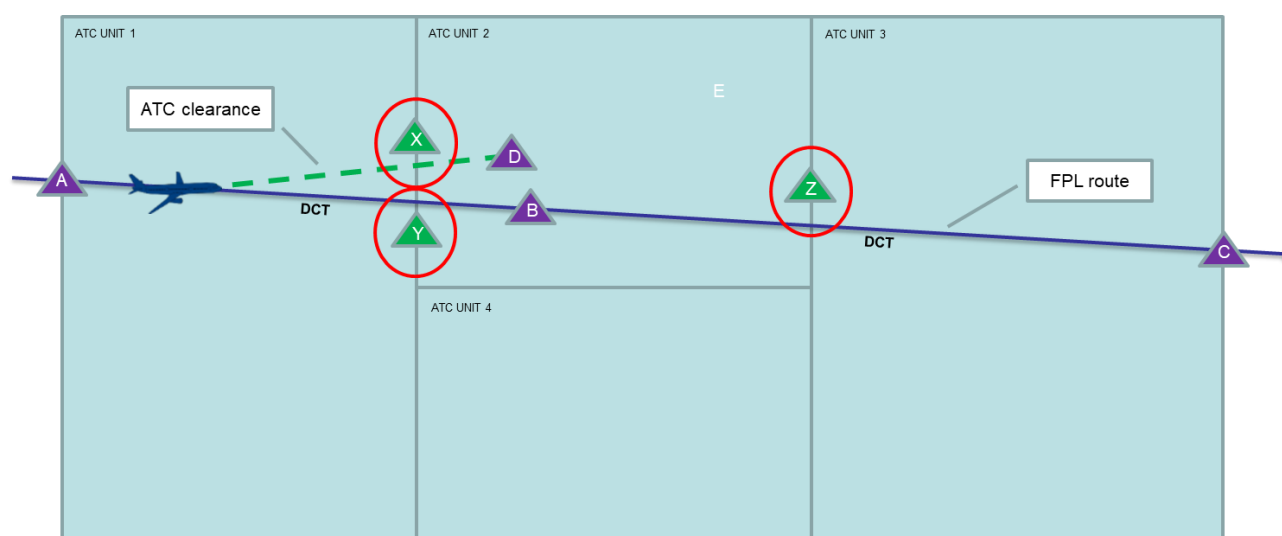 ATC UNIT 1
ATC UNIT 2
ATC UNIT 3
E
ATC clearance
X
D
A
Z
FPL route
DCT
B
Y
DCT
C
ATC UNIT 4